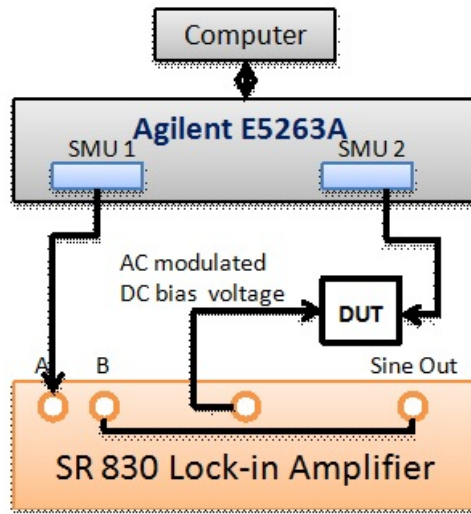 Computer
Agilent E5263A
SMU 1
SMU 2
AC modulated
DC bias voltage
DUT
A
B
Sine Out
SR 830 Lock-in Amplifier